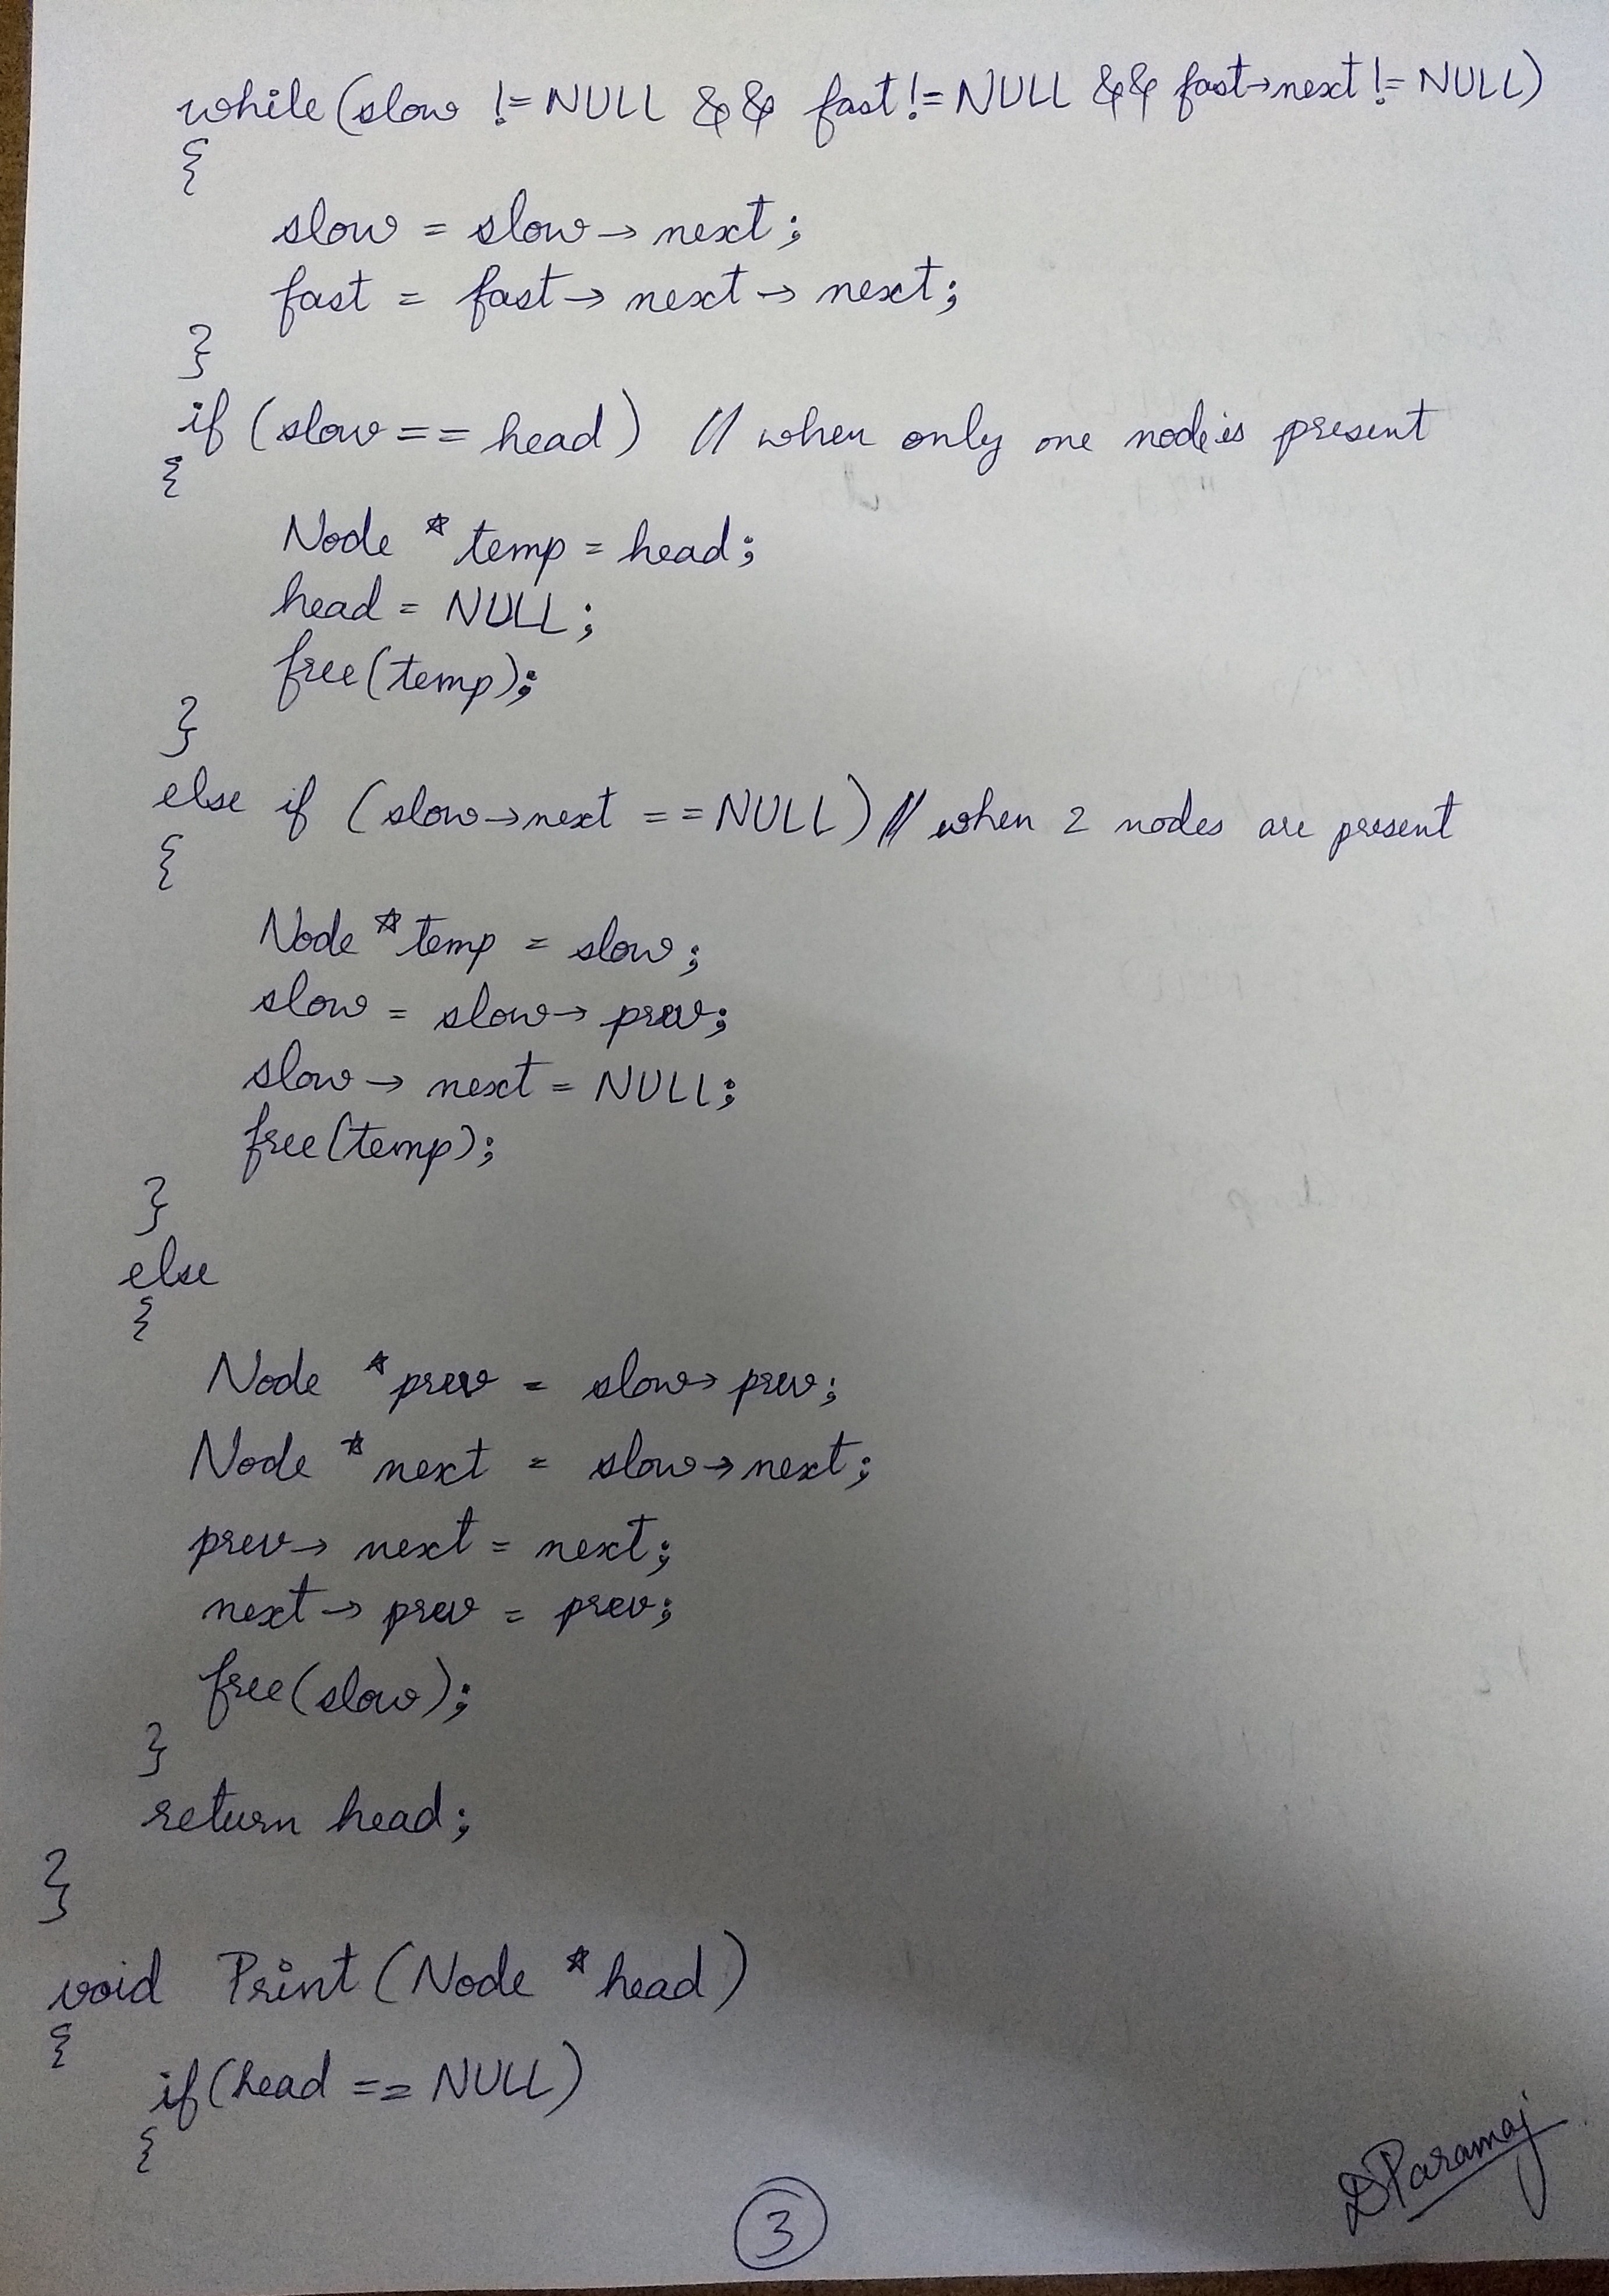 while(slow != NULL && fast != NULL && fast→next != NULL)
{
slow = slow → next;
fast = fast → next → next;
}
if (slow == head) // when only one node is present
{
Node * temp = head;
head = NULL;
free(temp);
}
else if (slow→next == NULL) // when 2 nodes are present
{
Node * temp = slow;
slow = slow → prev;
slow → next = NULL;
free(temp);
}
else
{
Node * prev = slow→ prev;
Node * next = slow→next;
prev→ next = next;
next → prev = prev;
free(slow);
}
return head;
}
void Print(Node * head)
{
if(head == NULL)
{
3
DParamaj